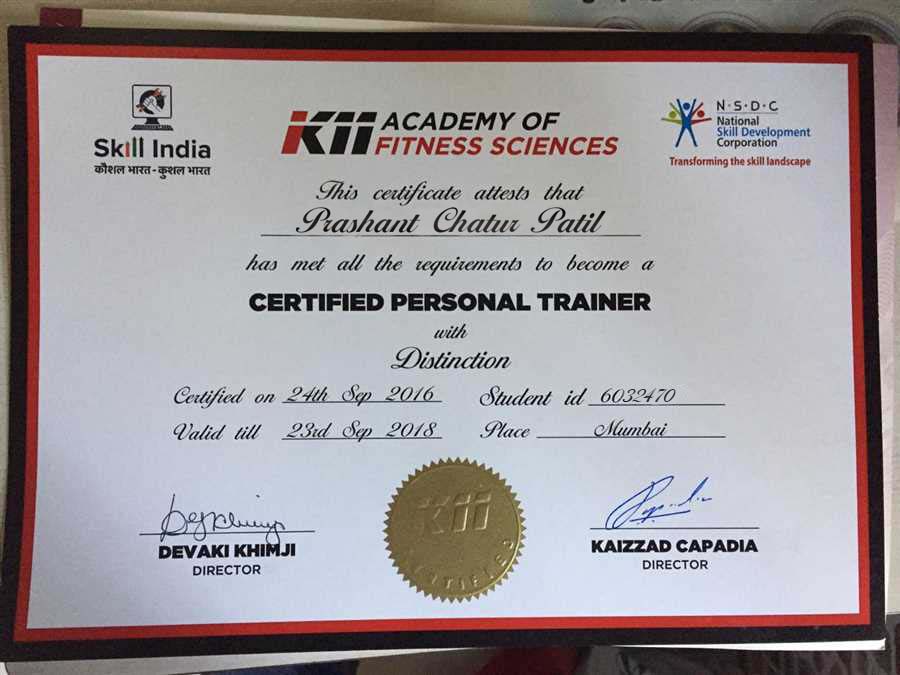 Skill India
कौशल भारत - कुशल भारत
K11 ACADEMY OF
FITNESS SCIENCES
N·S·D·C
National
Skill Development
Corporation
Transforming the skill landscape
This certificate attests that
Prashant Chatur Patil
has met all the requirements to become a
CERTIFIED PERSONAL TRAINER
with
Distinction
Certified on 24th Sep 2016
Student id 6032470
Valid till 23rd Sep 2018
Place Mumbai
DEVAKI KHIMJI
DIRECTOR
K11
CERTIFIED
KAIZZAD CAPADIA
DIRECTOR